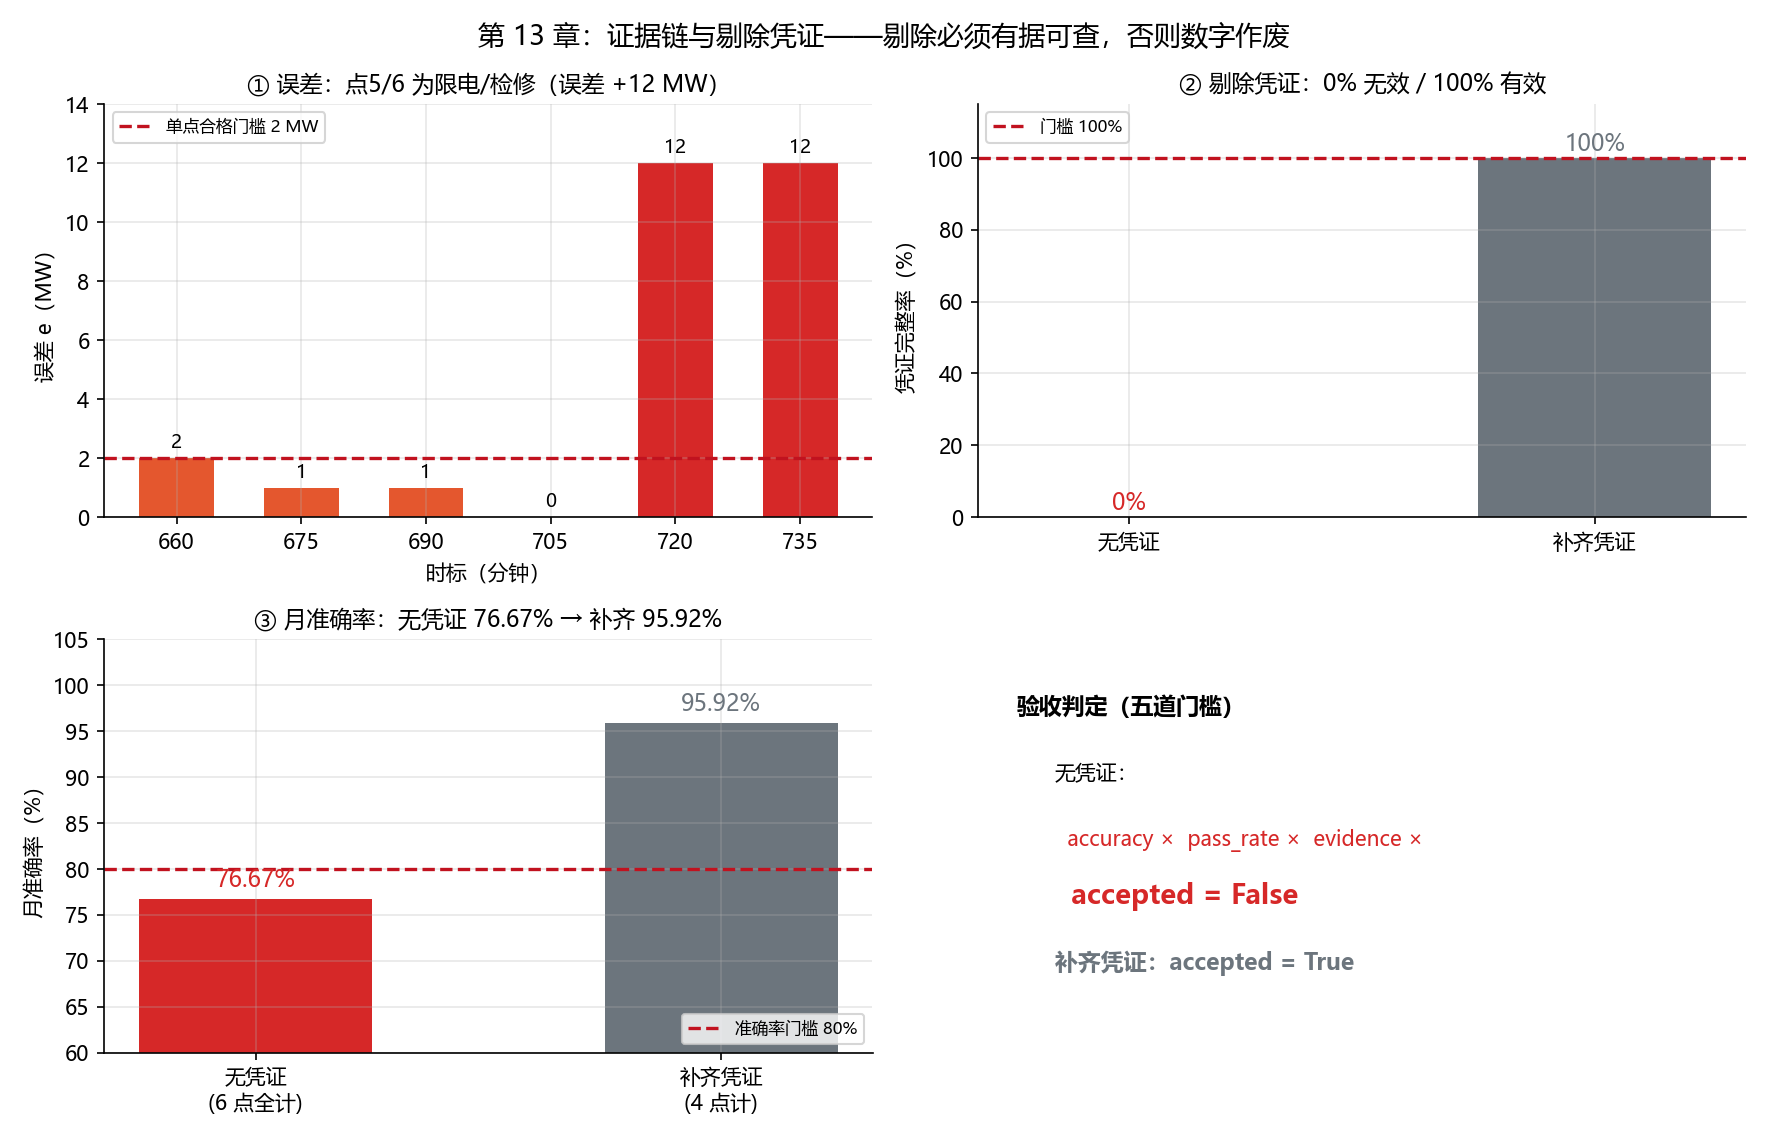 第 13 章：证据链与剔除凭证——剔除必须有据可查，否则数字作废
① 误差：点5/6 为限电/检修（误差 +12 MW）
单点合格门槛 2 MW
误差 e（MW）
14
12
10
8
6
4
2
0
2
1
1
0
12
12
660
675
690
705
720
735
时标（分钟）
② 剔除凭证：0% 无效 / 100% 有效
门槛 100%
凭证完整率（%）
100
80
60
40
20
0
0%
100%
无凭证
补齐凭证
③ 月准确率：无凭证 76.67% → 补齐 95.92%
月准确率（%）
105
100
95
90
85
80
75
70
65
60
76.67%
95.92%
准确率门槛 80%
无凭证
(6 点全计)
补齐凭证
(4 点计)
验收判定（五道门槛）
无凭证：
accuracy × pass_rate × evidence ×
accepted = False
补齐凭证：accepted = True